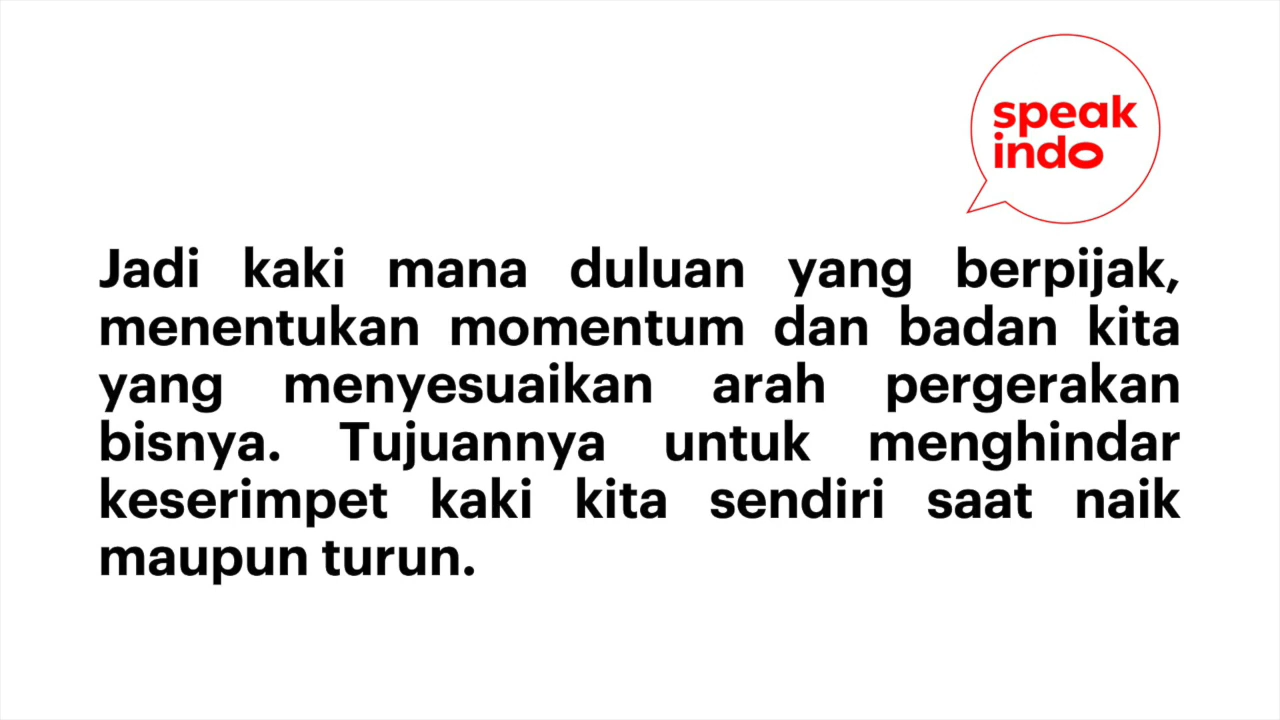 speak
indo
Jadi kaki mana duluan yang berpijak,
menentukan momentum dan badan kita
yang menyesuaikan arah pergerakan
bisnya. Tujuannya untuk menghindar
keserimpet kaki kita sendiri saat naik
maupun turun.